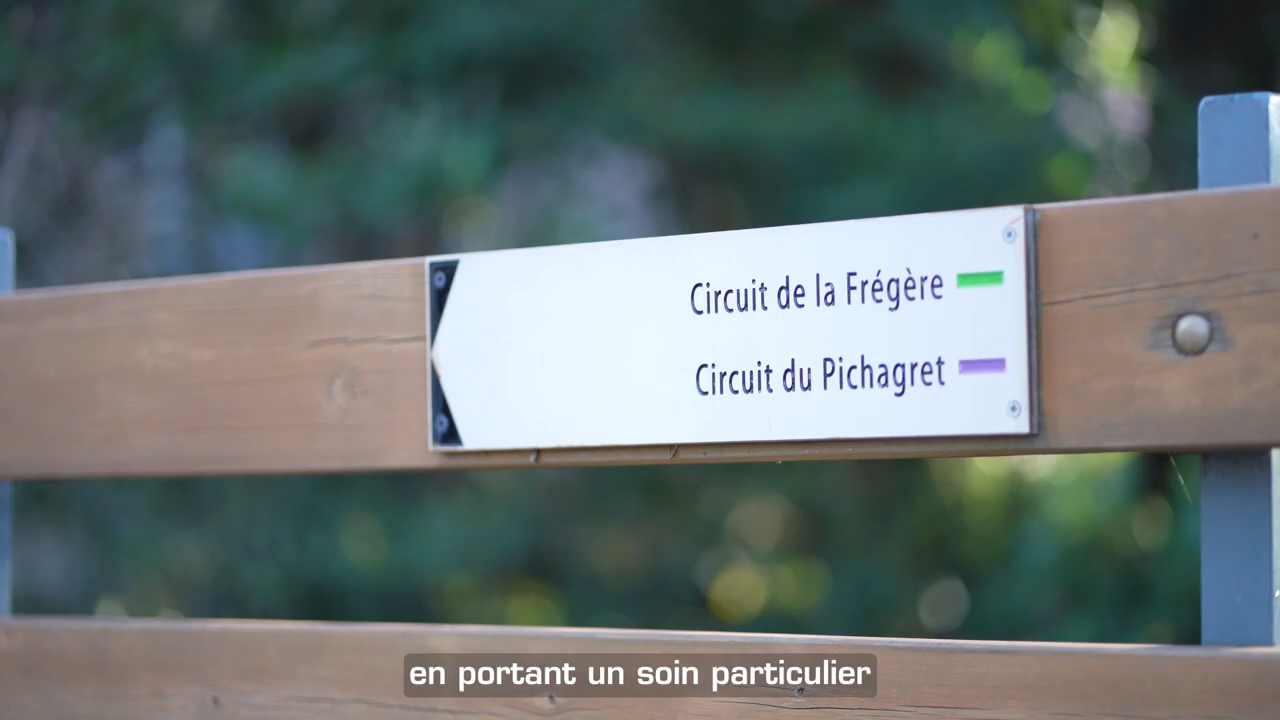 Circuit de la Frégère
Circuit du Pichagret
en portant un soin particulier